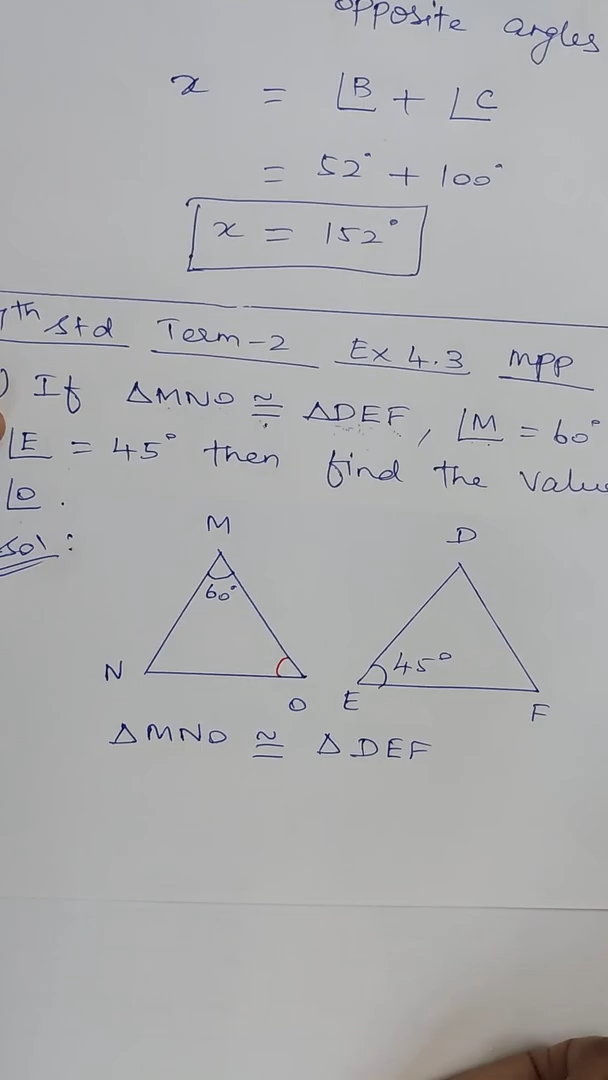 opposite angles
x = ∠B + ∠C
= 52° + 100°
x = 152°
7th std Term-2 Ex 4.3 MPP
) If ΔMNO ≅ ΔDEF, ∠M = 60°
∠E = 45° then find the value
∠O.
Sol:
M
D
60°
N
45°
O
E
F
ΔMNO ≅ ΔDEF